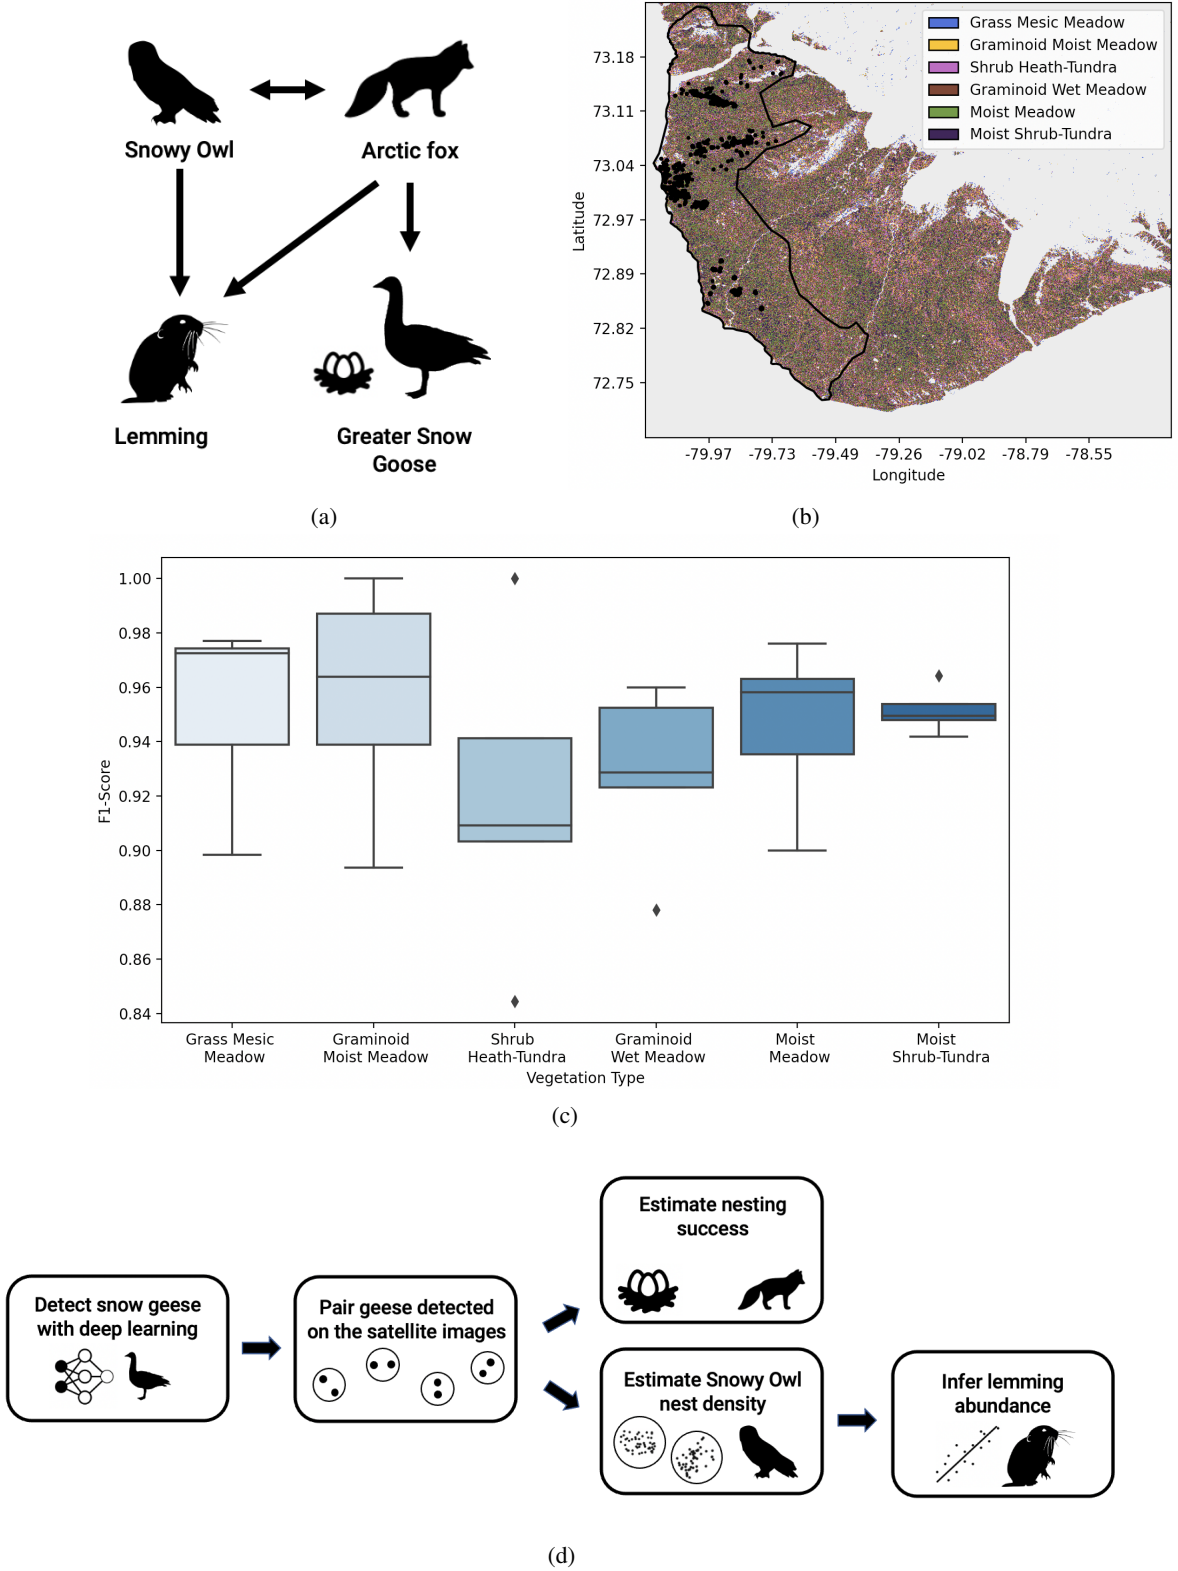 Snowy Owl
Arctic fox
Lemming
Greater Snow
Goose
(a)
Grass Mesic Meadow
Graminoid Moist Meadow
Shrub Heath-Tundra
Graminoid Wet Meadow
Moist Meadow
Moist Shrub-Tundra
Latitude
73.18
73.11
73.04
72.97
72.89
72.82
72.75
-79.97 -79.73 -79.49 -79.26 -79.02 -78.79 -78.55
Longitude
(b)
F1-Score
1.00
0.98
0.96
0.94
0.92
0.90
0.88
0.86
0.84
Grass Mesic
Meadow
Graminoid
Moist Meadow
Shrub
Heath-Tundra
Graminoid
Wet Meadow
Moist
Meadow
Moist
Shrub-Tundra
Vegetation Type
(c)
Detect snow geese
with deep learning
Pair geese detected
on the satellite images
Estimate nesting
success
Estimate Snowy Owl
nest density
Infer lemming
abundance
(d)